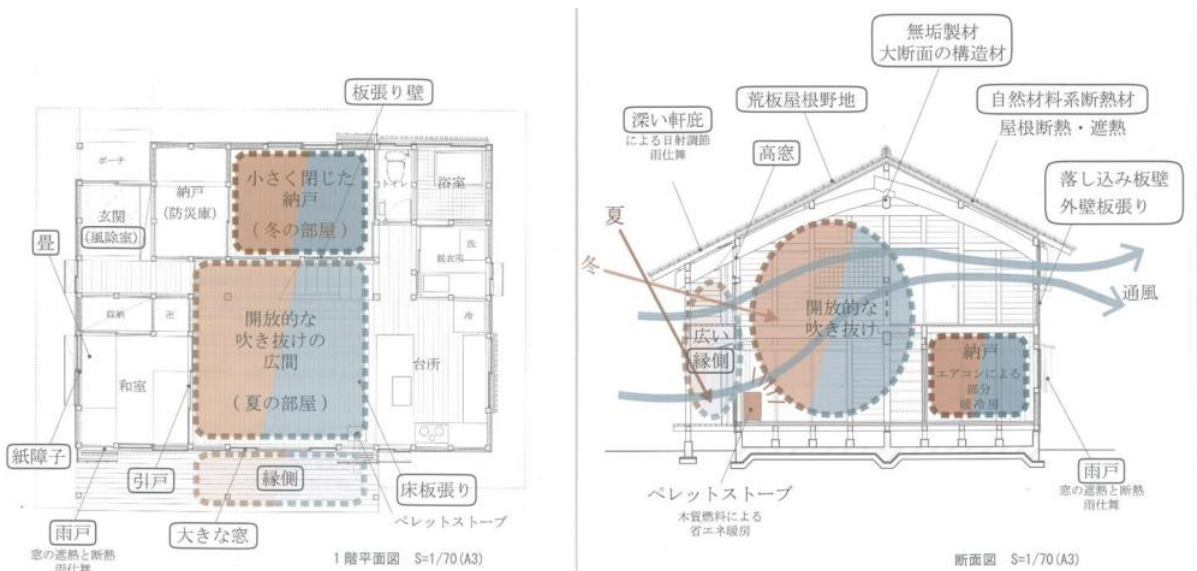 板張り壁
ポーチ
納戸
(防災庫)
小さく閉じた
納戸
(冬の部屋)
トイレ
浴室
玄関
(風除室)
畳
洗
脱衣所
収納
冷
開放的な
吹き抜けの
広間
(夏の部屋)
台所
和室
紙障子
引戸
縁側
床板張り
雨戸
窓の遮熱と断熱
雨仕舞
大きな窓
ペレットストーブ
1階平面図 S=1/70(A3)
無垢製材
大断面の構造材
荒板屋根野地
自然材料系断熱材
屋根断熱・遮熱
深い軒庇
による日射調節
雨仕舞
高窓
落し込み板壁
外壁板張り
夏
冬
通風
開放的な
吹き抜け
広い
縁側
納戸
エアコンによる
部分
暖冷房
ペレットストーブ
木質燃料による
省エネ暖房
雨戸
窓の遮熱と断熱
雨仕舞
断面図 S=1/70(A3)